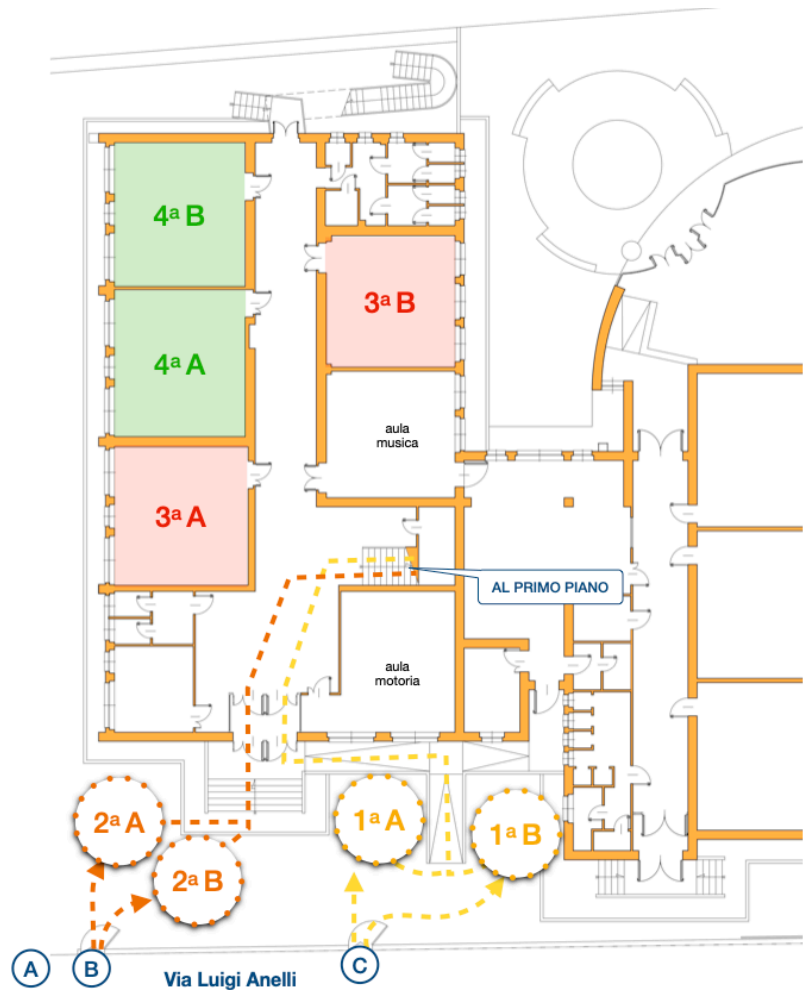 4ª B
3ª B
4ª A
aula
musica
3ª A
AL PRIMO PIANO
aula
motoria
2ª A
1ª A
1ª B
2ª B
A
B
C
Via Luigi Anelli